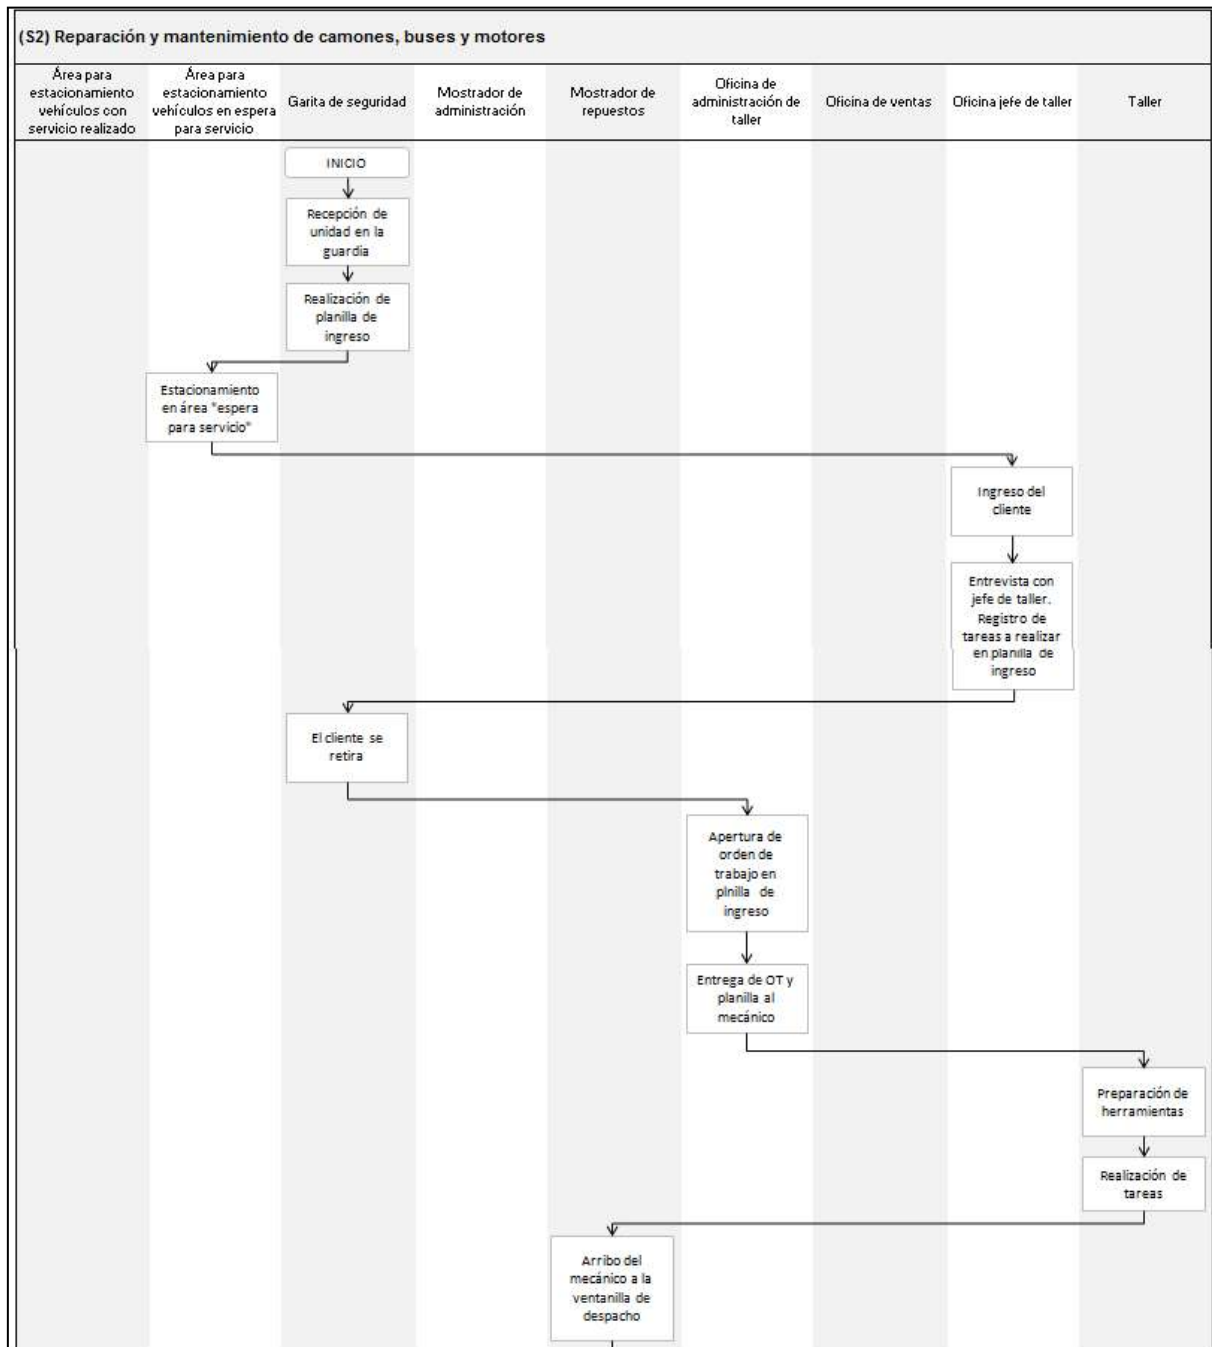 (S2) Reparación y mantenimiento de camones, buses y motores
Área para
estacionamiento
vehículos con
servicio realizado
Área para
estacionamiento
vehículos en espera
para servicio
Garita de seguridad
Mostrador de
administración
Mostrador de
repuestos
Oficina de
administración de
taller
Oficina de ventas
Oficina jefe de taller
Taller
INICIO
Recepción de
unidad en la
guardia
Realización de
planilla de
ingreso
Estacionamiento
en área "espera
para servicio"
Ingreso del
cliente
Entrevista con
jefe de taller.
Registro de
tareas a realizar
en planilla de
ingreso
El cliente se
retira
Apertura de
orden de
trabajo en
plnilla de
ingreso
Entrega de OT y
planilla al
mecánico
Preparación de
herramientas
Realización de
tareas
Arribo del
mecánico a la
ventanilla de
despacho